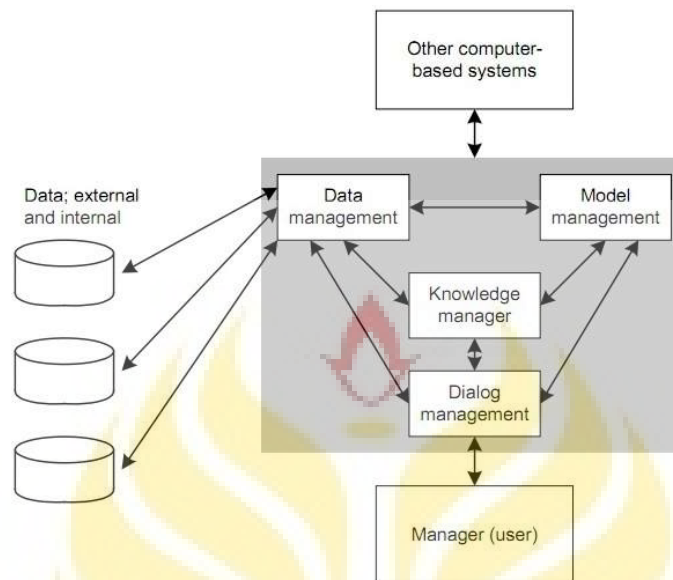 Other computer-
based systems
Data; external
and internal
Data
management
Model
management
Knowledge
manager
Dialog
management
Manager (user)